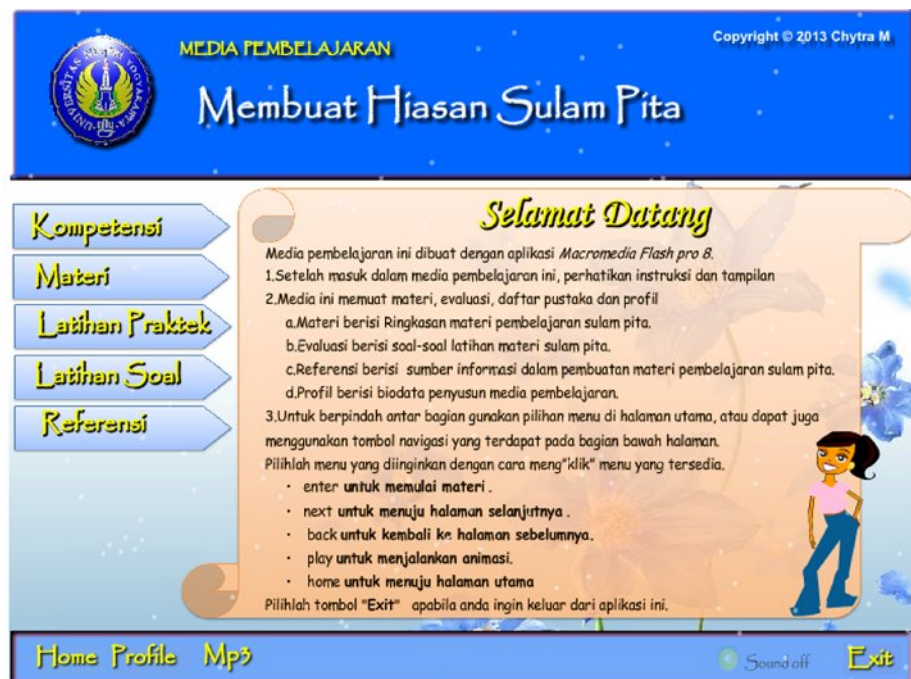 Copyright © 2013 Chytra M
MEDIA PEMBELAJARAN
Membuat Hiasan Sulam Pita
UNIVERSITAS NEGERI YOGYAKARTA
Kompetensi
Materi
Latihan Praktek
Latihan Soal
Referensi
Selamat Datang
Media pembelajaran ini dibuat dengan aplikasi Macromedia Flash pro 8.
1.Setelah masuk dalam media pembelajaran ini, perhatikan instruksi dan tampilan
2.Media ini memuat materi, evaluasi, daftar pustaka dan profil
a.Materi berisi Ringkasan materi pembelajaran sulam pita.
b.Evaluasi berisi soal-soal latihan materi sulam pita.
c.Referensi berisi sumber informasi dalam pembuatan materi pembelajaran sulam pita.
d.Profil berisi biodata penyusun media pembelajaran.
3.Untuk berpindah antar bagian gunakan pilihan menu di halaman utama, atau dapat juga
menggunakan tombol navigasi yang terdapat pada bagian bawah halaman.
Pilihlah menu yang diinginkan dengan cara meng"klik" menu yang tersedia.
• enter untuk memulai materi .
• next untuk menuju halaman selanjutnya .
• back untuk kembali ke halaman sebelumnya.
• play untuk menjalankan animasi.
• home untuk menuju halaman utama
Pilihlah tombol "Exit" apabila anda ingin keluar dari aplikasi ini.
Home Profile Mp3
Sound off
Exit